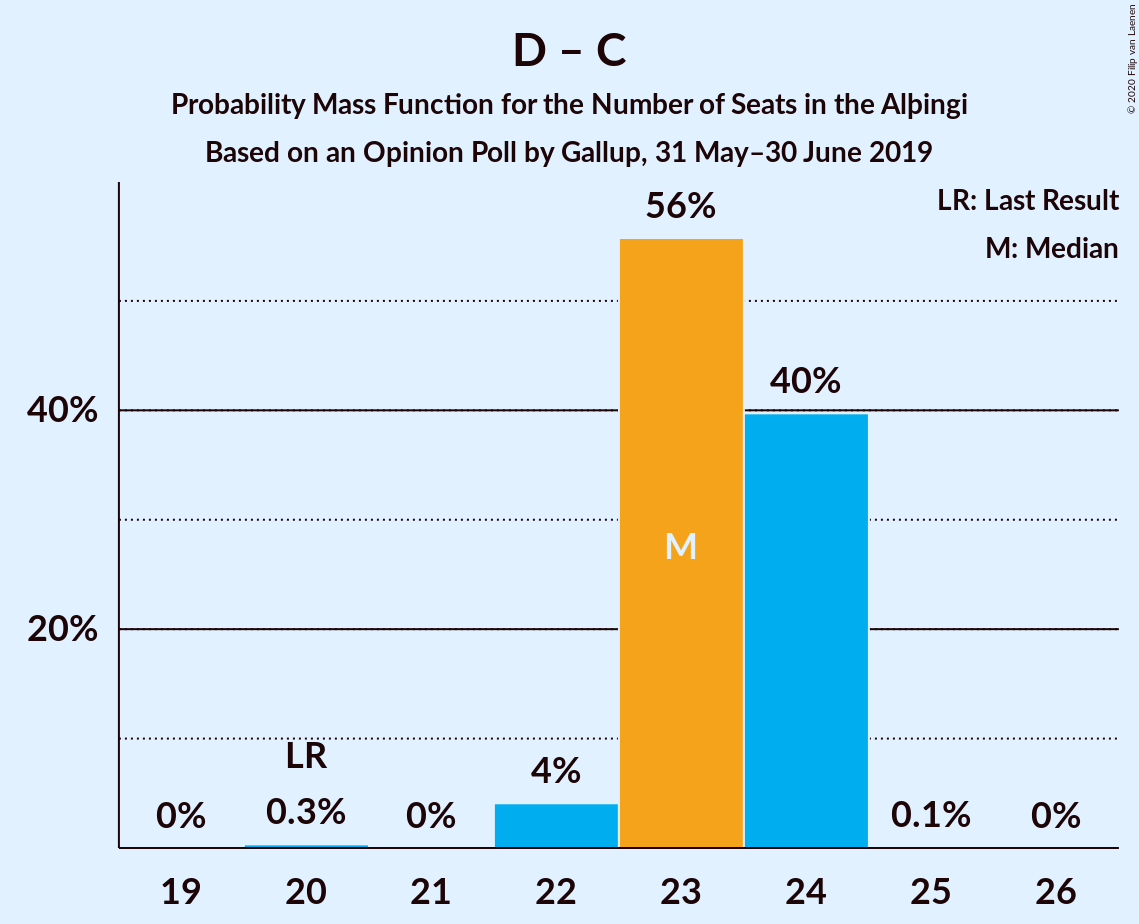 D – C
Probability Mass Function for the Number of Seats in the Alþingi
Based on an Opinion Poll by Gallup, 31 May–30 June 2019
© 2020 Filip van Laenen
LR: Last Result
M: Median
56%
40%
40%
M
20%
LR
4%
0%
0.3%
0%
0.1%
0%
19
20
21
22
23
24
25
26